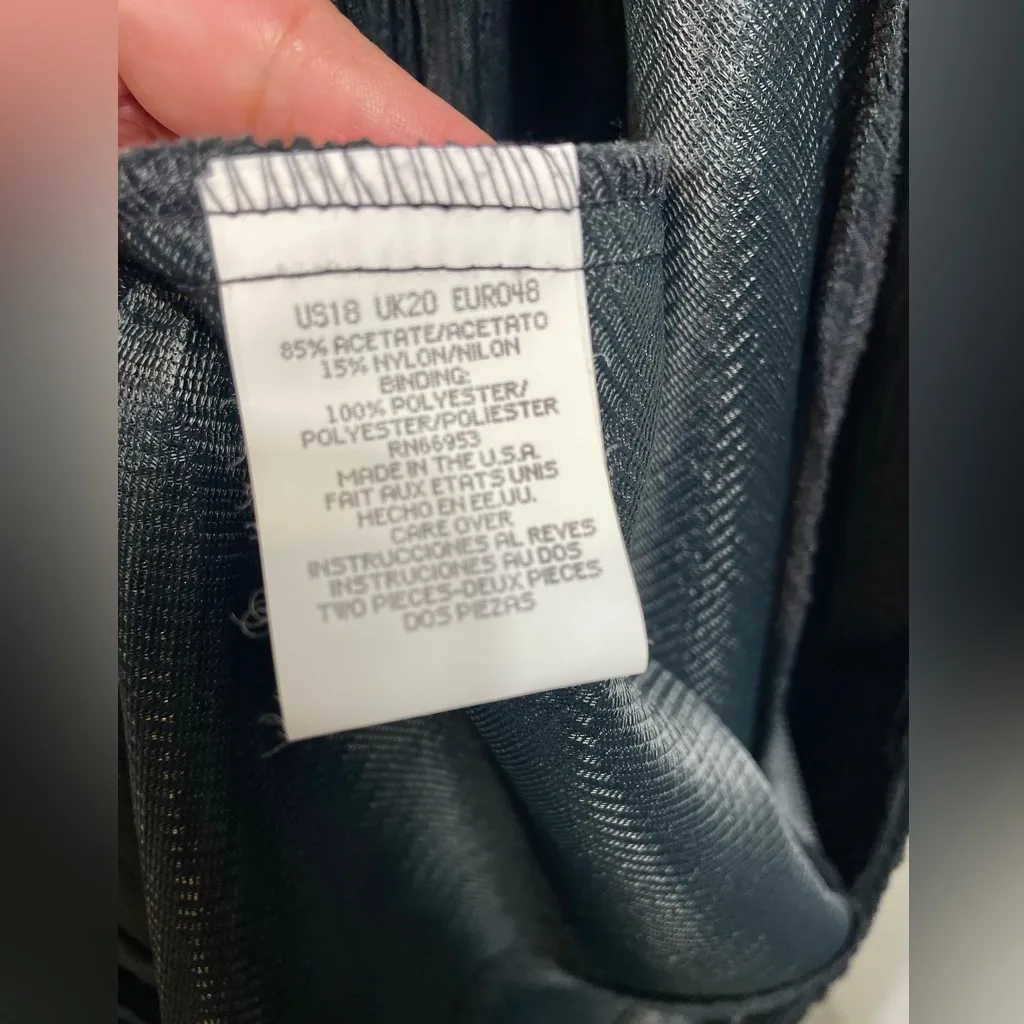 US18 UK20 EURO48
85% ACETATE/ACETATO
15% NYLON/NILON
BINDING:
100% POLYESTER/
POLYESTER/POLIESTER
RN66953
MADE IN THE U.S.A.
FAIT AUX ETATS UNIS
HECHO EN EE.UU.
CARE OVER
INSTRUCCIONES AL REVES
INSTRUCIONES AU DOS
TWO PIECES-DEUX PIECES
DOS PIEZAS